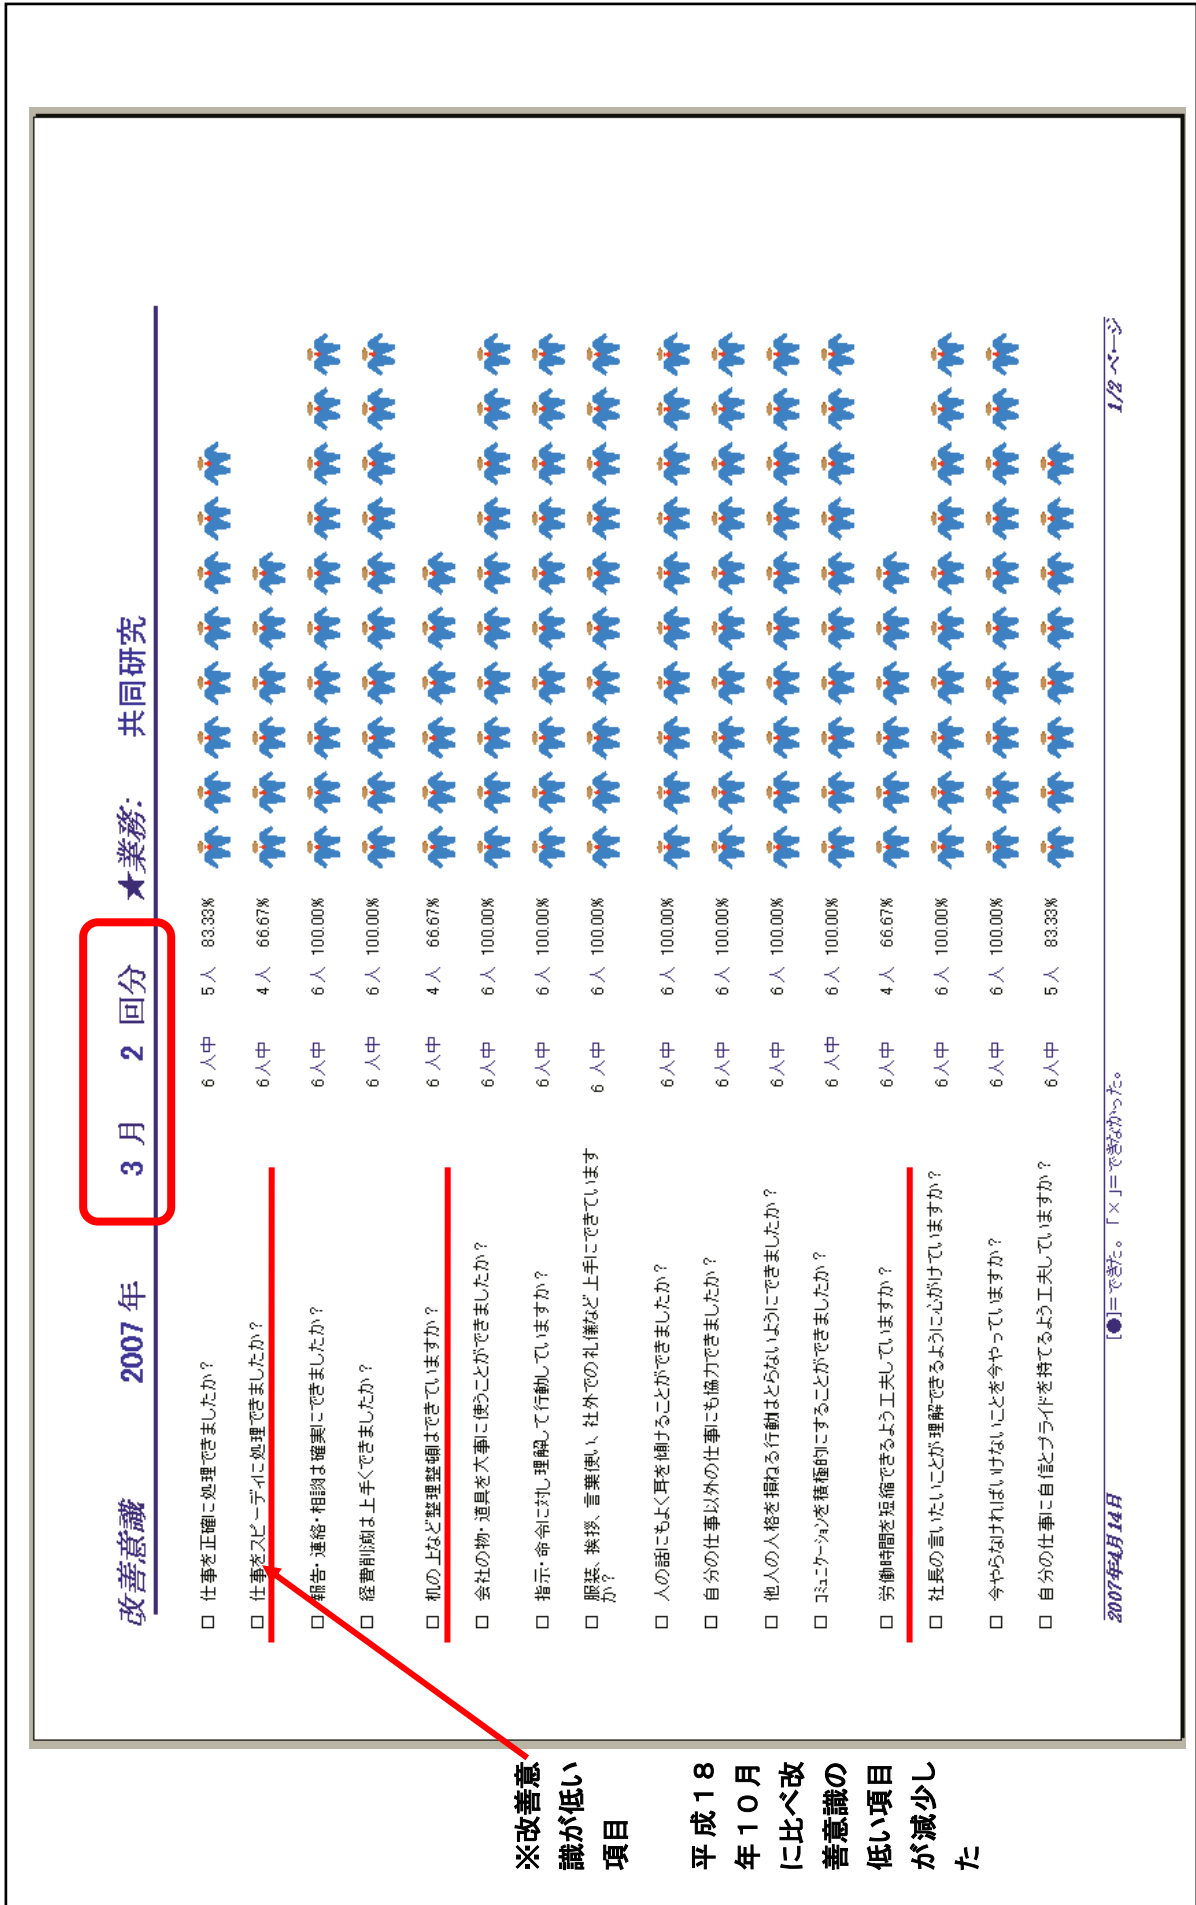 改善意識 2007 年 3 月 2 回分 ★業務: 共同研究
□ 仕事を正確に処理できましたか？ 6 人中 5 人 83.33%
□ 仕事をスピーディに処理できましたか？ 6 人中 4 人 66.67%
□ 報告・連絡・相談は確実にできましたか？ 6 人中 6 人 100.00%
□ 経費削減は上手くできましたか？ 6 人中 6 人 100.00%
□ 机の上など整理整頓はできていますか？ 6 人中 4 人 66.67%
□ 会社の物・道具を大事に使うことができましたか？ 6 人中 6 人 100.00%
□ 指示・命令に対し理解して行動していますか？ 6 人中 6 人 100.00%
□ 服装、挨拶、言葉使い、社外での礼儀など上手にできています
か？ 6 人中 6 人 100.00%
□ 人の話にもよく耳を傾けることができましたか？ 6 人中 6 人 100.00%
□ 自分の仕事以外の仕事にも協力できましたか？ 6 人中 6 人 100.00%
□ 他人の人格を損ねる行動はとらないようにできましたか？ 6 人中 6 人 100.00%
□ ｺﾐｭﾆｹｰｼｮﾝを積極的にすることができましたか？ 6 人中 6 人 100.00%
□ 労働時間を短縮できるよう工夫していますか？ 6 人中 4 人 66.67%
□ 社長の言いたいことが理解できるように心がけていますか？ 6 人中 6 人 100.00%
□ 今やらなければいけないことを今やっていますか？ 6 人中 6 人 100.00%
□ 自分の仕事に自信とプライドを持てるよう工夫していますか？ 6 人中 5 人 83.33%
2007年4月14日 [●]=できた。「×」=できなかった。 1/2 ページ
※改善意
識が低い
項目
平成１８
年１０月
に比べ改
善意識の
低い項目
が減少し
た